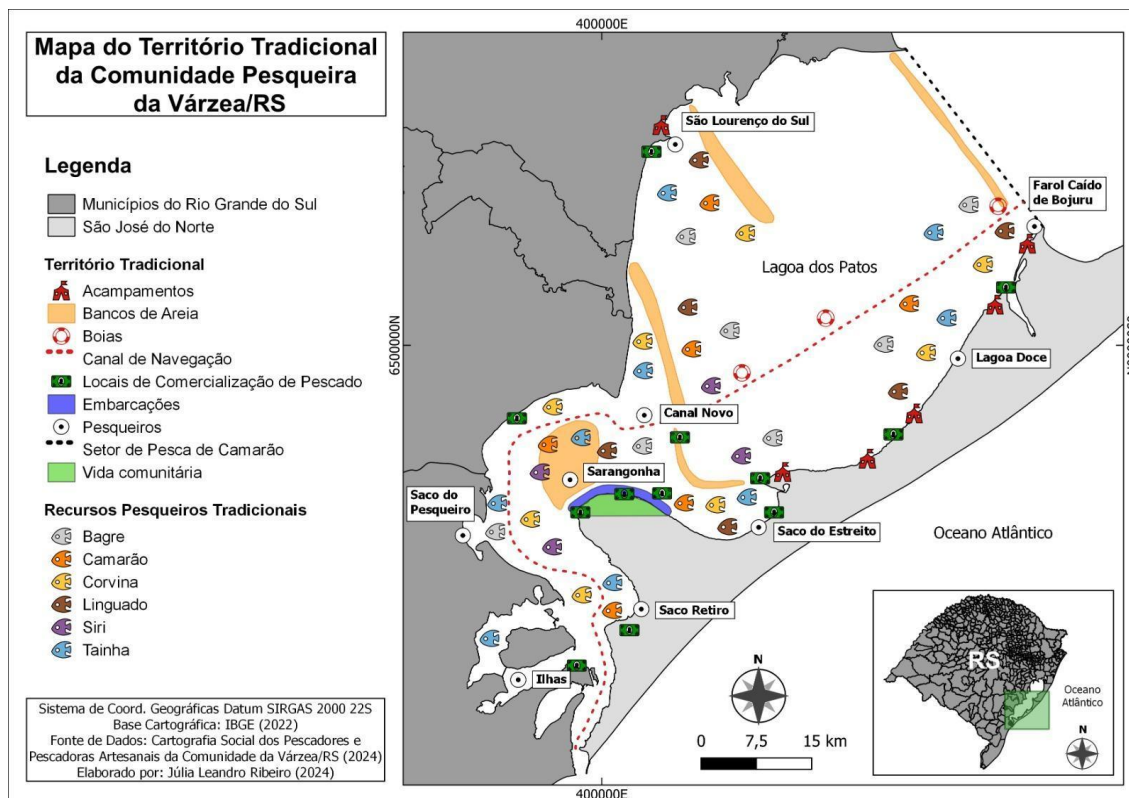 Mapa do Território Tradicional
da Comunidade Pesqueira
da Várzea/RS
Legenda
Municípios do Rio Grande do Sul
São José do Norte
Território Tradicional
Acampamentos
Bancos de Areia
Boias
Canal de Navegação
Locais de Comercialização de Pescado
Embarcações
Pesqueiros
Setor de Pesca de Camarão
Vida comunitária
Recursos Pesqueiros Tradicionais
Bagre
Camarão
Corvina
Linguado
Siri
Tainha
Sistema de Coord. Geográficas Datum SIRGAS 2000 22S
Base Cartográfica: IBGE (2022)
Fonte de Dados: Cartografia Social dos Pescadores e
Pescadoras Artesanais da Comunidade da Várzea/RS (2024)
Elaborado por: Júlia Leandro Ribeiro (2024)
400000E
6500000N
6500000N
400000E
São Lourenço do Sul
Farol Caído
de Bojuru
Lagoa dos Patos
Lagoa Doce
Canal Novo
Sarangonha
Saco do
Pesqueiro
Saco do Estreito
Oceano Atlântico
Saco Retiro
Ilhas
N
0 7,5 15 km
RS
Oceano
Atlântico
N